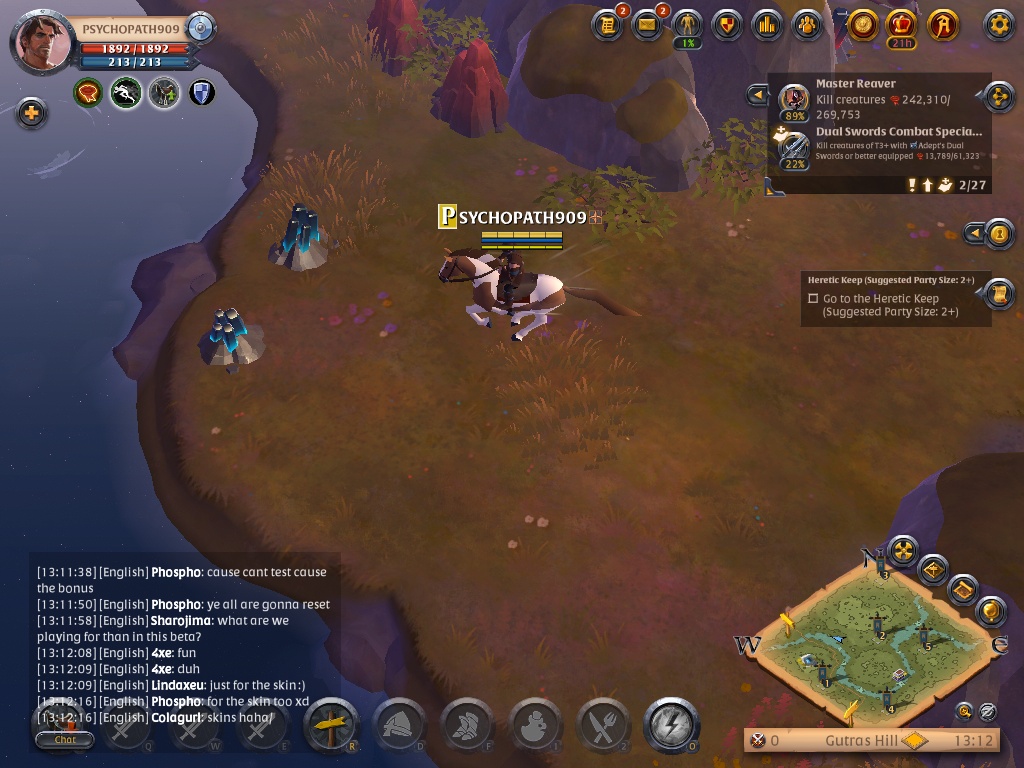 PSYCHOPATH909
1892 / 1892
213 / 213
2
2
1%
21h
Master Reaver
Kill creatures 242,310/
269,753
89%
Dual Swords Combat Specia...
Kill creatures of T3+ with Adept's Dual
Swords or better equipped 13,789/61,323
22%
2/27
PSYCHOPATH909
Heretic Keep (Suggested Party Size: 2+)
Go to the Heretic Keep
(Suggested Party Size: 2+)
[13:11:38] [English] Phospho: cause cant test cause
the bonus
[13:11:50] [English] Phospho: ye all are gonna reset
[13:11:58] [English] Sharojima: what are we
playing for than in this beta?
[13:12:08] [English] 4xe: fun
[13:12:09] [English] 4xe: duh
[13:12:09] [English] Lindaxeu: just for the skin:)
[13:12:16] [English] Phospho: for the skin too xd
[13:12:16] [English] Colagurl: skins haha/
Chat
Q
W
E
R
D
F
1
2
O
N
W
E
3
2
5
1
4
0
Gutras Hill
13:12